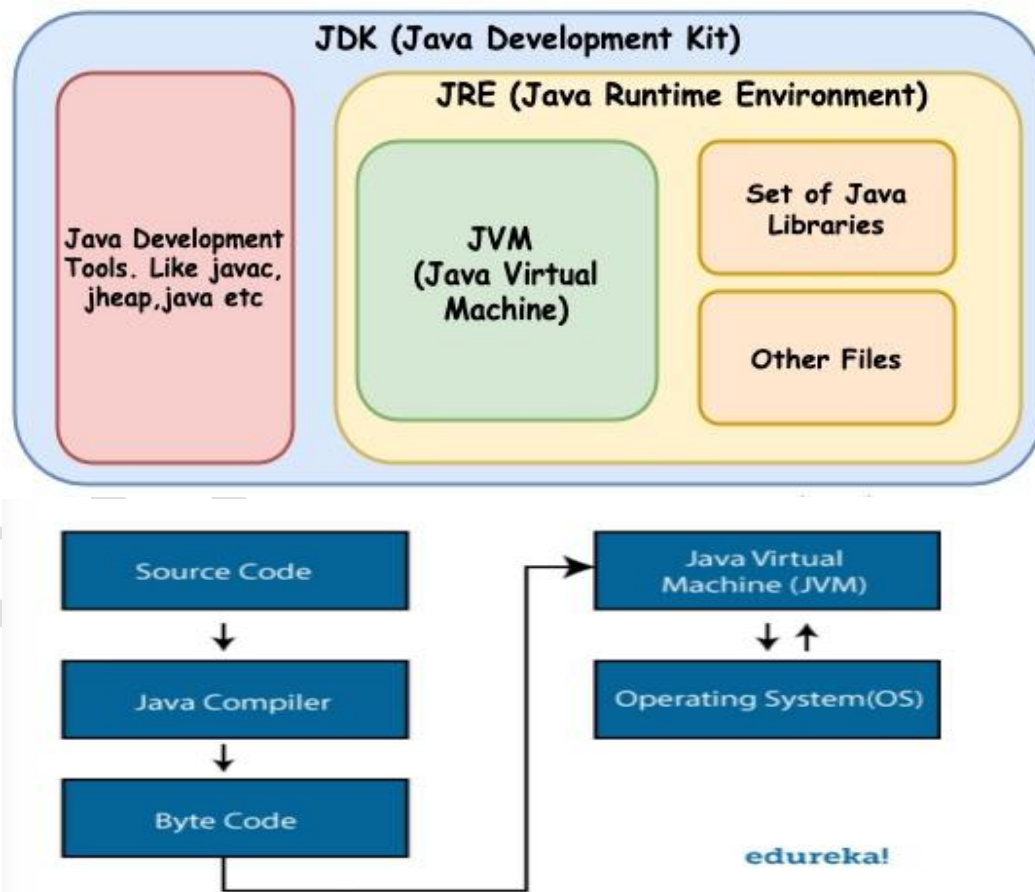 JDK (Java Development Kit)
JRE (Java Runtime Environment)
Java Development
Tools. Like javac,
jheap,java etc
JVM
(Java Virtual
Machine)
Set of Java
Libraries
Other Files
Source Code
Java Compiler
Byte Code
Java Virtual
Machine (JVM)
Operating System(OS)
edureka!